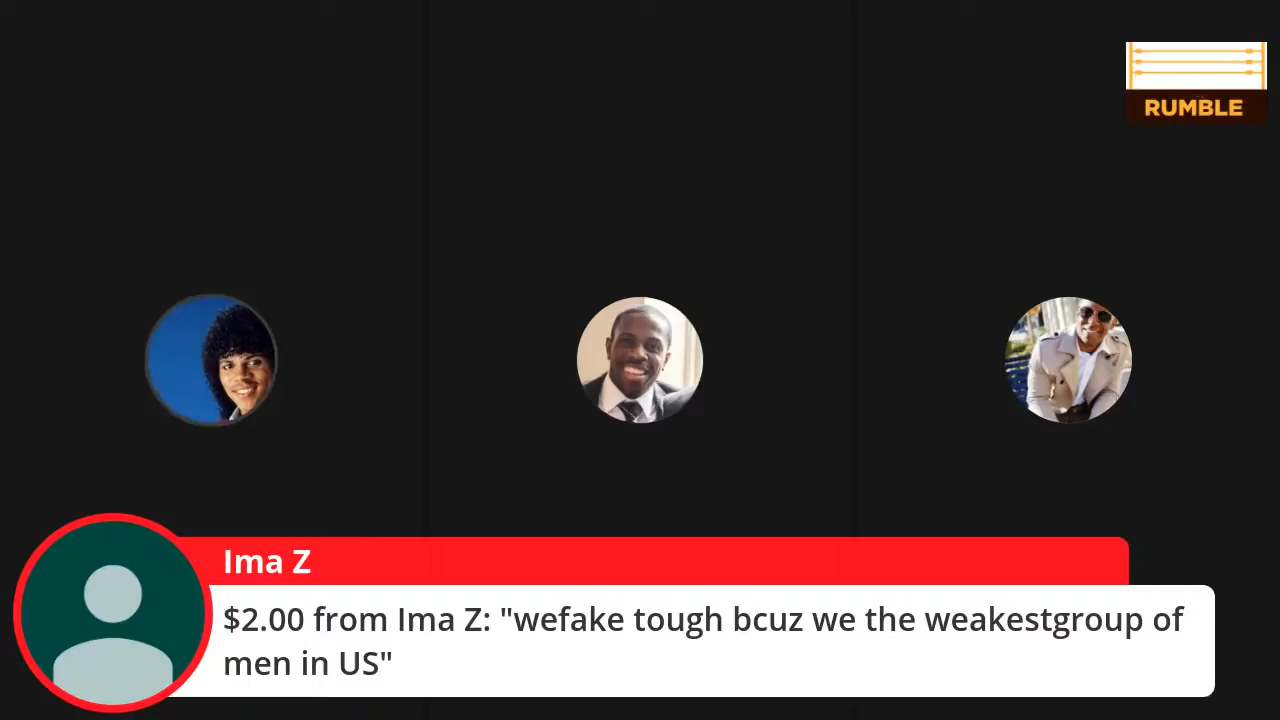 RUMBLE
Ima Z
$2.00 from Ima Z: "wefake tough bcuz we the weakestgroup of
men in US"